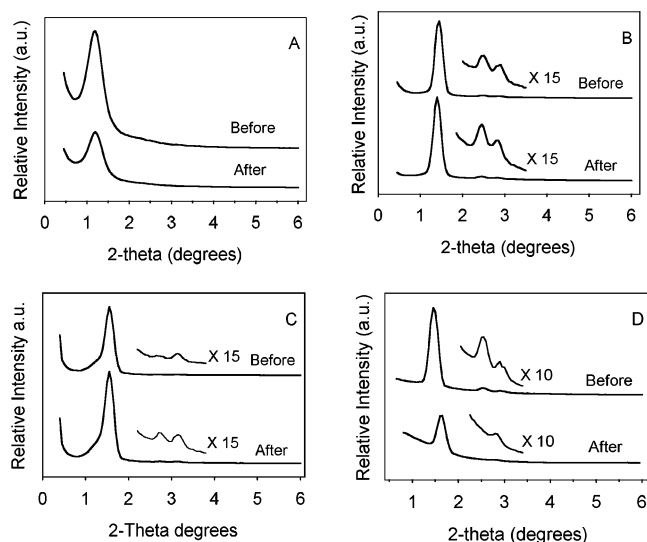 A
Relative Intensity (a.u.)
Before
After
0 1 2 3 4 5 6
2-theta (degrees)
B
Relative Intensity (a.u.)
X 15
Before
X 15
After
0 1 2 3 4 5 6
2-theta (degrees)
C
Relative Intensity a.u.
X 15
Before
X 15
After
0 1 2 3 4 5 6
2-Theta degrees
D
Relative Intensity (a.u.)
X 10
Before
X 10
After
1 2 3 4 5 6
2-theta (degrees)